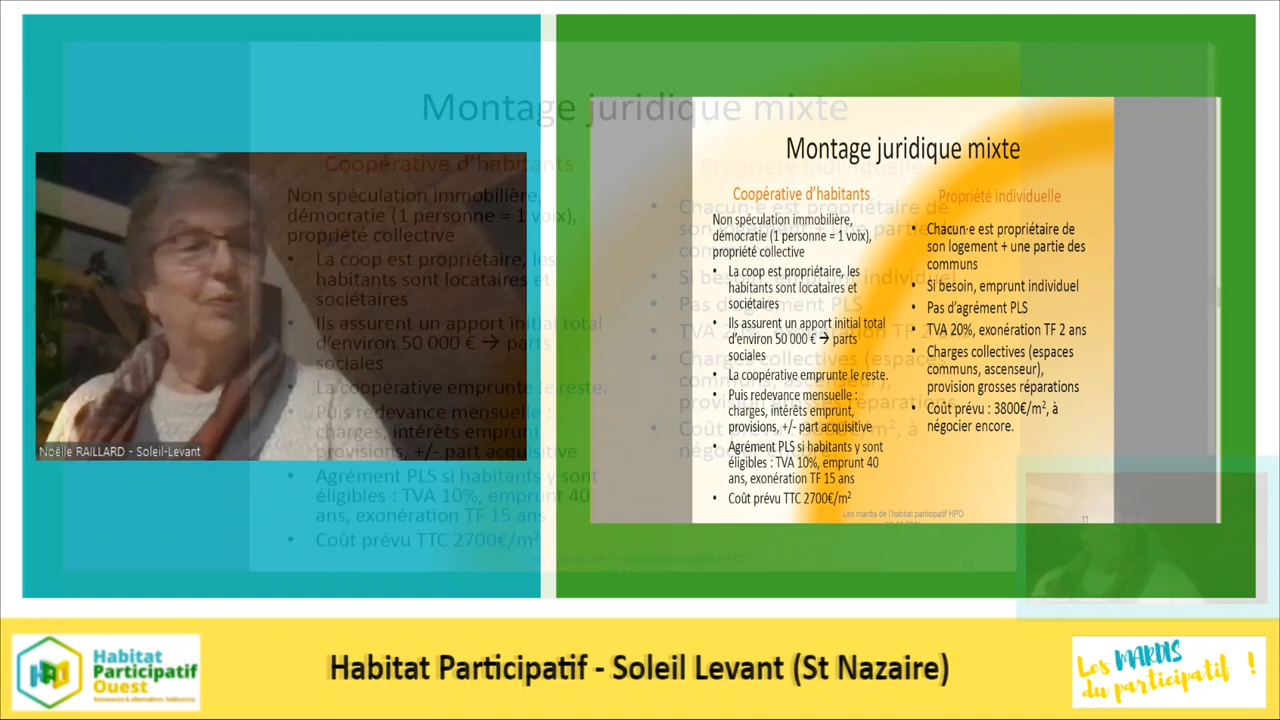 Montage juridique mixte
Coopérative d'habitants
Non spéculation immobilière,
démocratie (1 personne = 1 voix),
propriété collective
• La coop est propriétaire, les
habitants sont locataires et
sociétaires
• Ils assurent un apport initial total
d'environ 50 000 € → parts
sociales
• La coopérative emprunte le reste.
• Puis redevance mensuelle :
charges, intérêts emprunt,
provisions, +/- part acquisitive
• Agrément PLS si habitants y sont
éligibles : TVA 10%, emprunt 40
ans, exonération TF 15 ans
• Coût prévu TTC 2700€/m²
Propriété individuelle
• Chacun·e est propriétaire de
son logement + une partie des
communs
• Si besoin, emprunt individuel
• Pas d'agrément PLS
• TVA 20%, exonération TF 2 ans
• Charges collectives (espaces
communs, ascenseur),
provision grosses réparations
• Coût prévu : 3800€/m², à
négocier encore.
Les mardis de l'habitat participatif HPO
11
Noëlle RAILLARD - Soleil-Levant
Habitat
Participatif
Ouest
Habitat Participatif - Soleil Levant (St Nazaire)
Les MARDIS
du participatif !